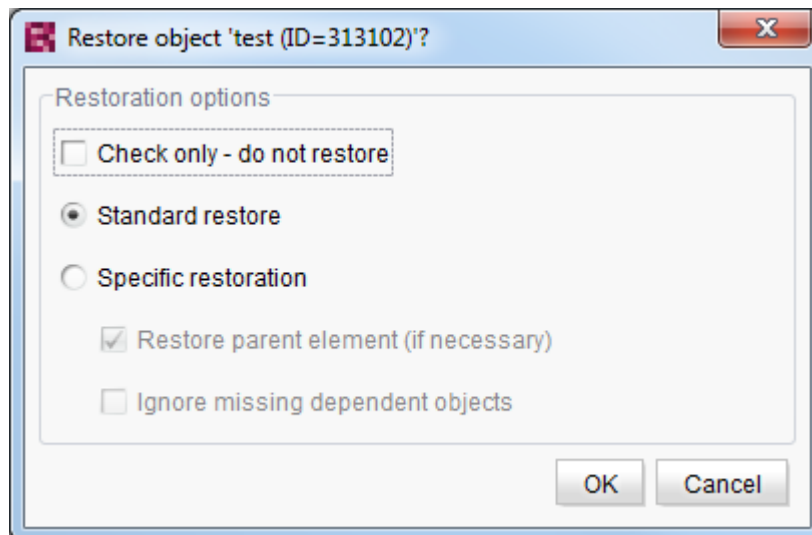 Restore object 'test (ID=313102)'?
Restoration options
Check only - do not restore
Standard restore
Specific restoration
Restore parent element (if necessary)
Ignore missing dependent objects
OK Cancel